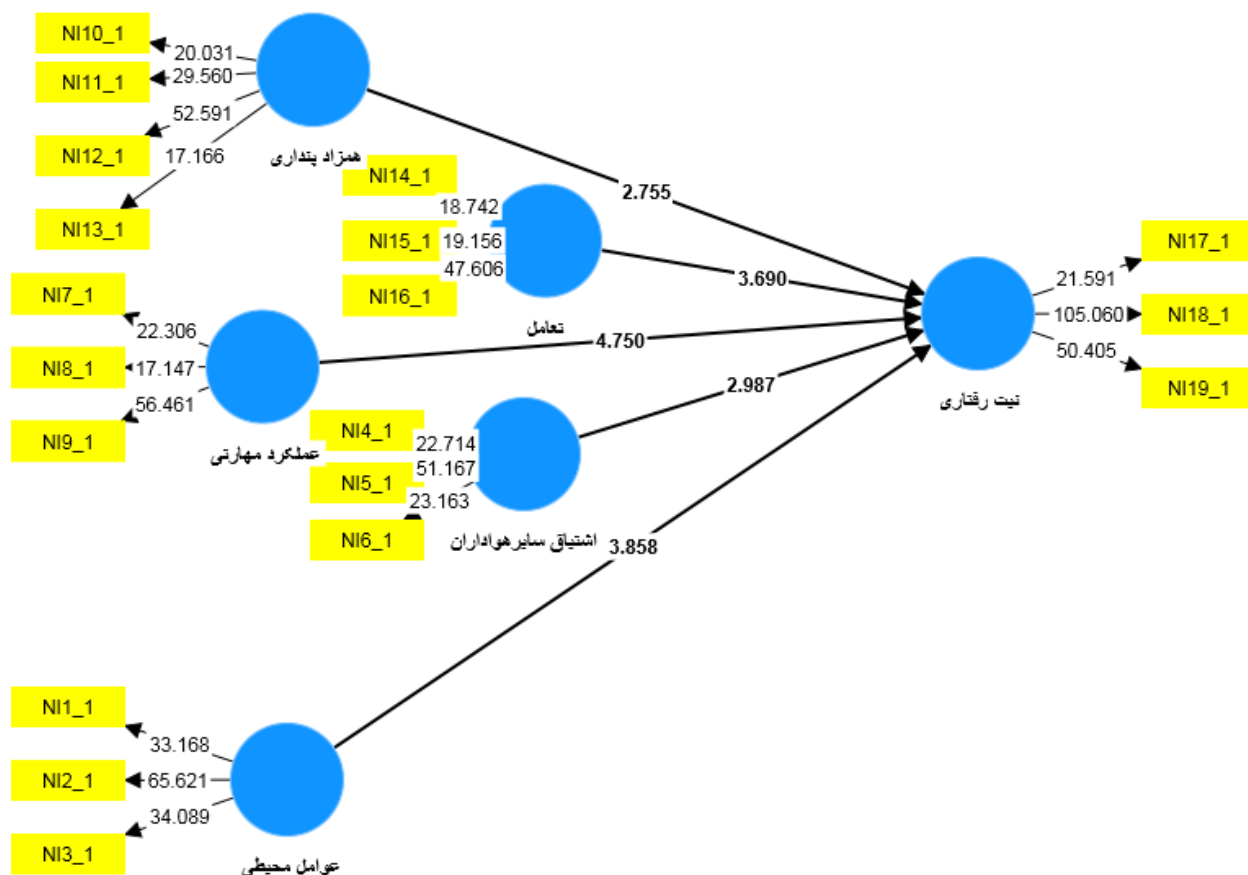 NI10_1
20.031
NI11_1
29.560
52.591
NI12_1
17.166
همزاد پنداری
NI13_1
NI14_1
18.742
NI15_1
19.156
NI16_1
47.606
تعامل
2.755
3.690
NI7_1
22.306
NI8_1
17.147
NI9_1
56.461
عملکرد مهارتی
4.750
NI4_1
22.714
NI5_1
51.167
23.163
NI6_1
اشتیاق سایرهواداران
2.987
3.858
NI17_1
21.591
NI18_1
105.060
50.405
NI19_1
نیت رفتاری
NI1_1
33.168
NI2_1
65.621
34.089
NI3_1
عوامل محیطی